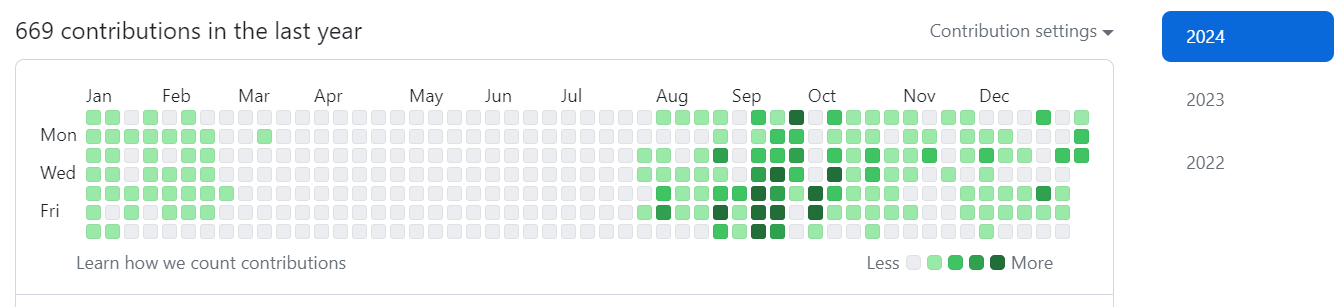 669 contributions in the last year
Contribution settings
2024
2023
2022
Jan Feb Mar Apr May Jun Jul Aug Sep Oct Nov Dec
Mon
Wed
Fri
Learn how we count contributions
Less More